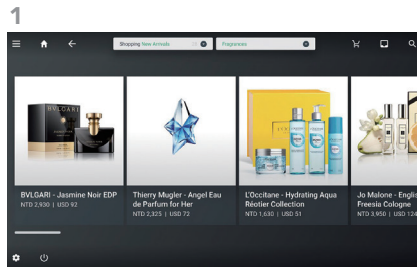 1
Shopping New Arrivals
Fragrances
BVLGARI
BVLGARI - Jasmine Noir EDP
NTD 2,930 | USD 92
Thierry Mugler - Angel Eau
de Parfum for Her
NTD 2,325 | USD 72
L'Occitane - Hydrating Aqua
Réotier Collection
NTD 1,630 | USD 51
Jo Malone - Englis
Freesia Cologne
NTD 3,950 | USD 124